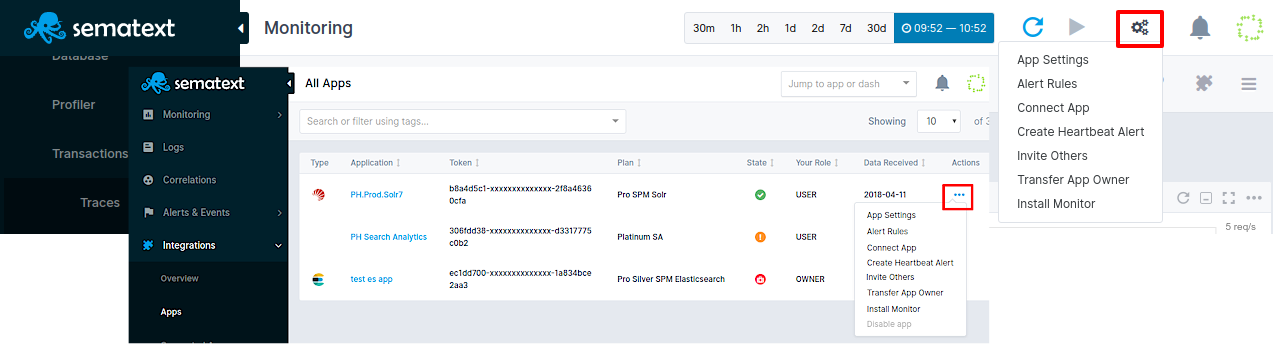 sematext
Monitoring
30m 1h 2h 1d 2d 7d 30d 09:52 — 10:52
App Settings
Alert Rules
Connect App
Create Heartbeat Alert
Invite Others
Transfer App Owner
Install Monitor
5 req/s
Database
Profiler
Transactions
Traces
sematext
Monitoring
Logs
Correlations
Alerts & Events
Integrations
Overview
Apps
All Apps
Jump to app or dash
Search or filter using tags...
Showing 10 of 3
Type Application Token Plan State Your Role Data Received Actions
PH.Prod.Solr7 b8a4d5c1-xxxxxxxxxxxxxx-2f8a4636 Pro SPM Solr USER 2018-04-11
0cfa
PH Search Analytics 306fdd38-xxxxxxxxxxxxxx-d3317775 Platinum SA USER
c0b2
test es app ec1dd700-xxxxxxxxxxxxxx-1a834bce Pro Silver SPM Elasticsearch OWNER
2aa3
App Settings
Alert Rules
Connect App
Create Heartbeat Alert
Invite Others
Transfer App Owner
Install Monitor
Disable app